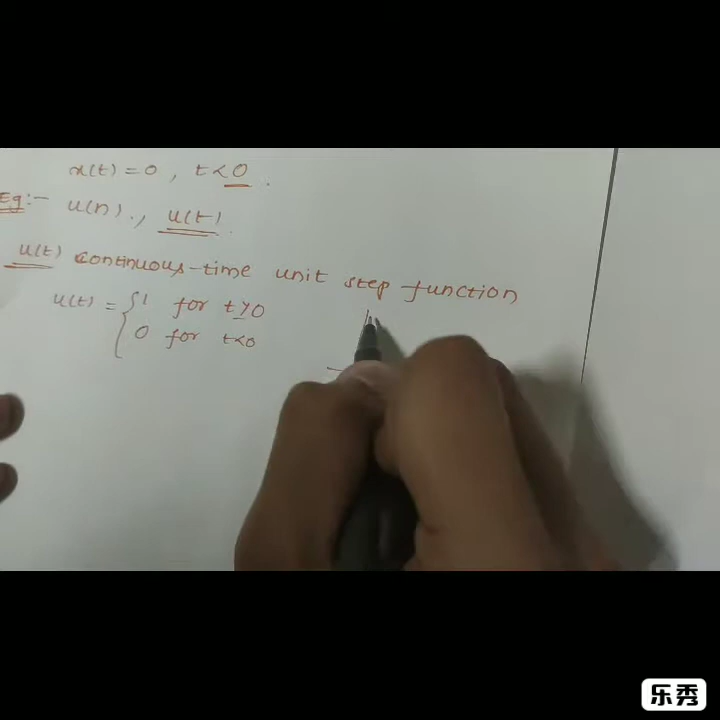 x(t) = 0 , t < 0 .
Eg:- u(n) ., u(t).
u(t) continuous-time unit step function
u(t) = { 1 for t ≥ 0
0 for t<0
乐秀